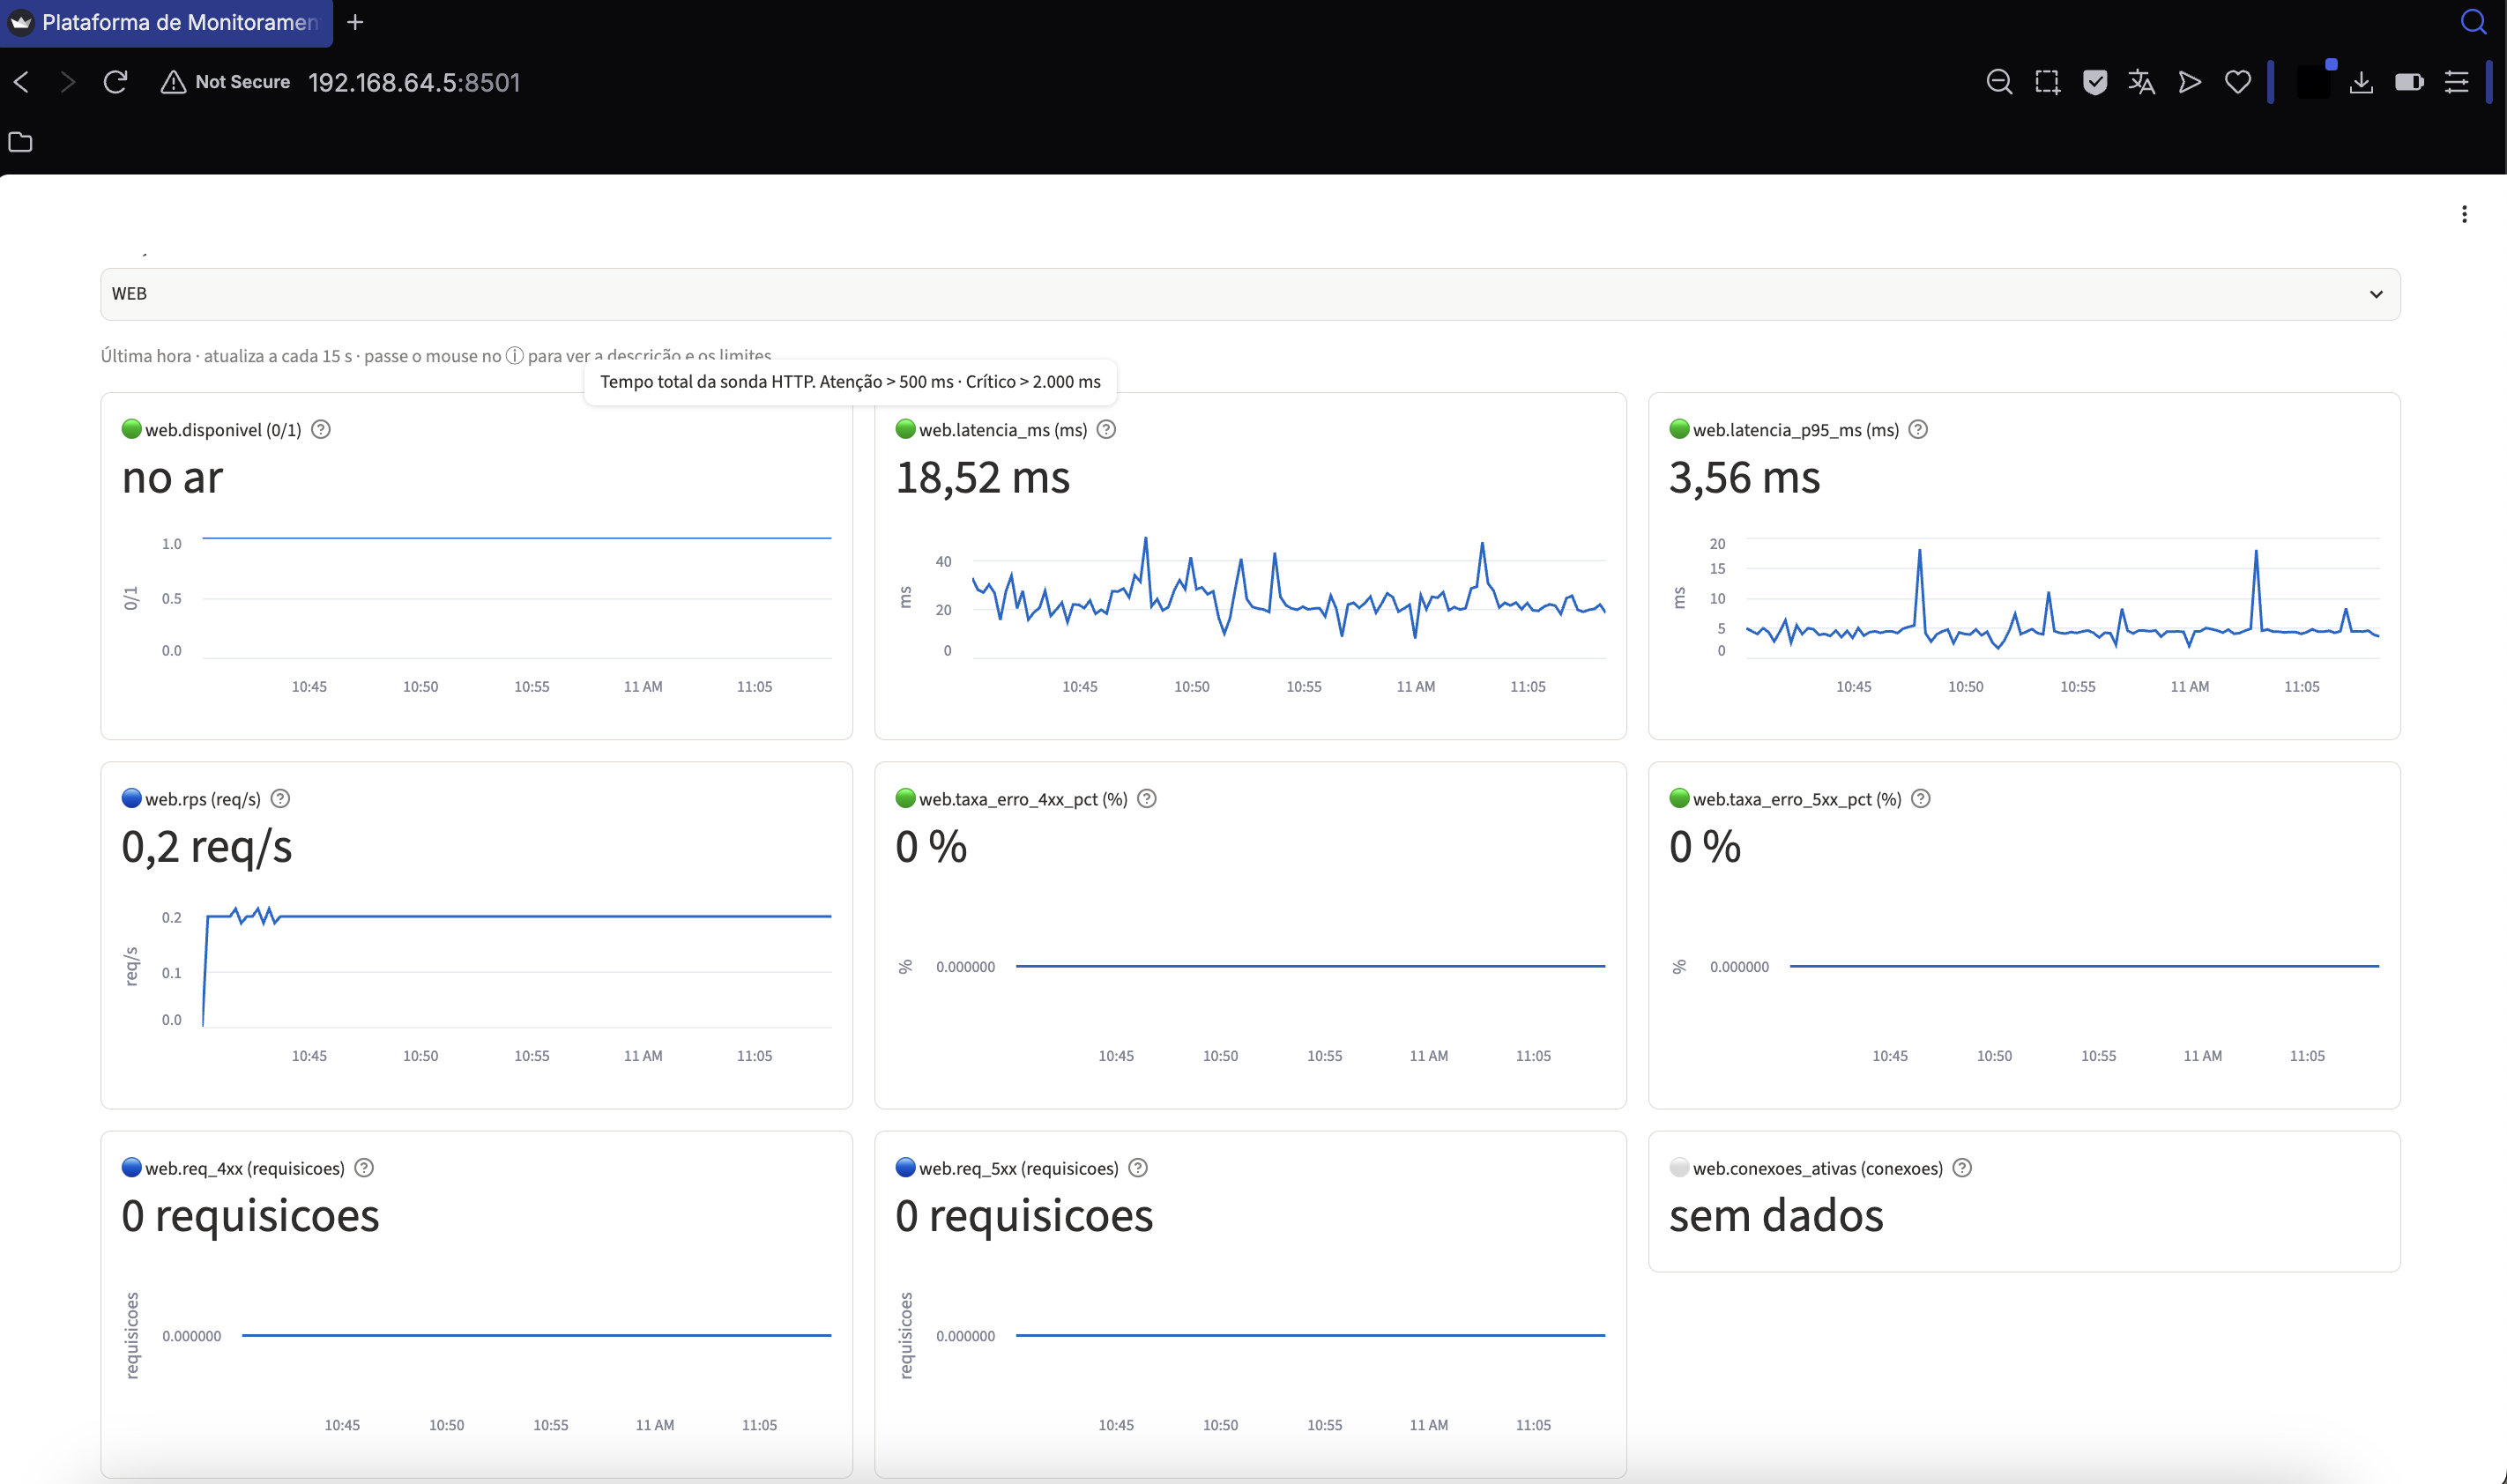 Plataforma de Monitoramen
Not Secure 192.168.64.5:8501
WEB
Última hora · atualiza a cada 15 s · passe o mouse no ⓘ para ver a descrição e os limites
Tempo total da sonda HTTP. Atenção > 500 ms · Crítico > 2.000 ms
web.disponivel (0/1)
no ar
1.0
0.5
0.0
0/1
10:45 10:50 10:55 11 AM 11:05
web.latencia_ms (ms)
18,52 ms
40
20
0
ms
10:45 10:50 10:55 11 AM 11:05
web.latencia_p95_ms (ms)
3,56 ms
20
15
10
5
0
ms
10:45 10:50 10:55 11 AM 11:05
web.rps (req/s)
0,2 req/s
0.2
0.1
0.0
req/s
10:45 10:50 10:55 11 AM 11:05
web.taxa_erro_4xx_pct (%)
0 %
% 0.000000
10:45 10:50 10:55 11 AM 11:05
web.taxa_erro_5xx_pct (%)
0 %
% 0.000000
10:45 10:50 10:55 11 AM 11:05
web.req_4xx (requisicoes)
0 requisicoes
requisicoes
0.000000
10:45 10:50 10:55 11 AM 11:05
web.req_5xx (requisicoes)
0 requisicoes
requisicoes
0.000000
10:45 10:50 10:55 11 AM 11:05
web.conexoes_ativas (conexoes)
sem dados